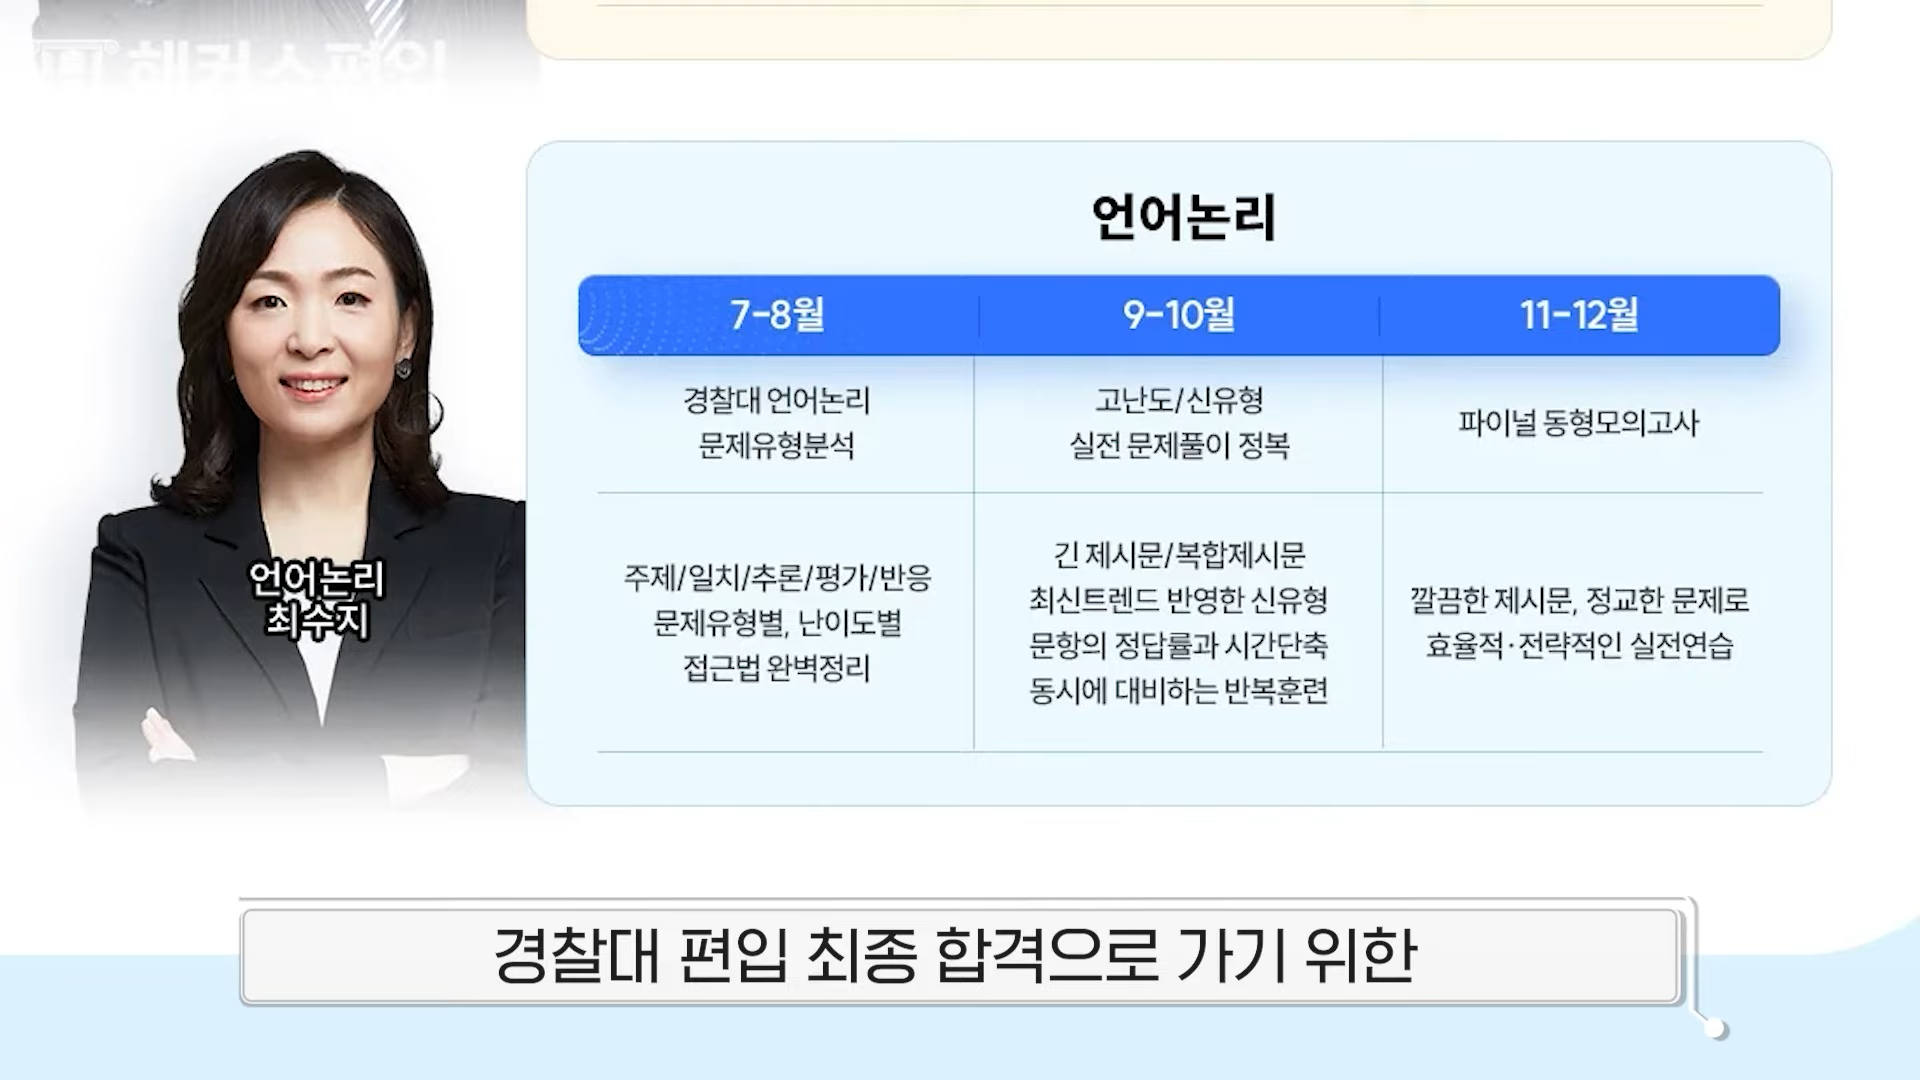 해커스편입
언어논리
최수지
언어논리
7-8월
9-10월
11-12월
경찰대 언어논리
문제유형분석
고난도/신유형
실전 문제풀이 정복
파이널 동형모의고사
주제/일치/추론/평가/반응
문제유형별, 난이도별
접근법 완벽정리
긴 제시문/복합제시문
최신트렌드 반영한 신유형
문항의 정답률과 시간단축
동시에 대비하는 반복훈련
깔끔한 제시문, 정교한 문제로
효율적·전략적인 실전연습
경찰대 편입 최종 합격으로 가기 위한